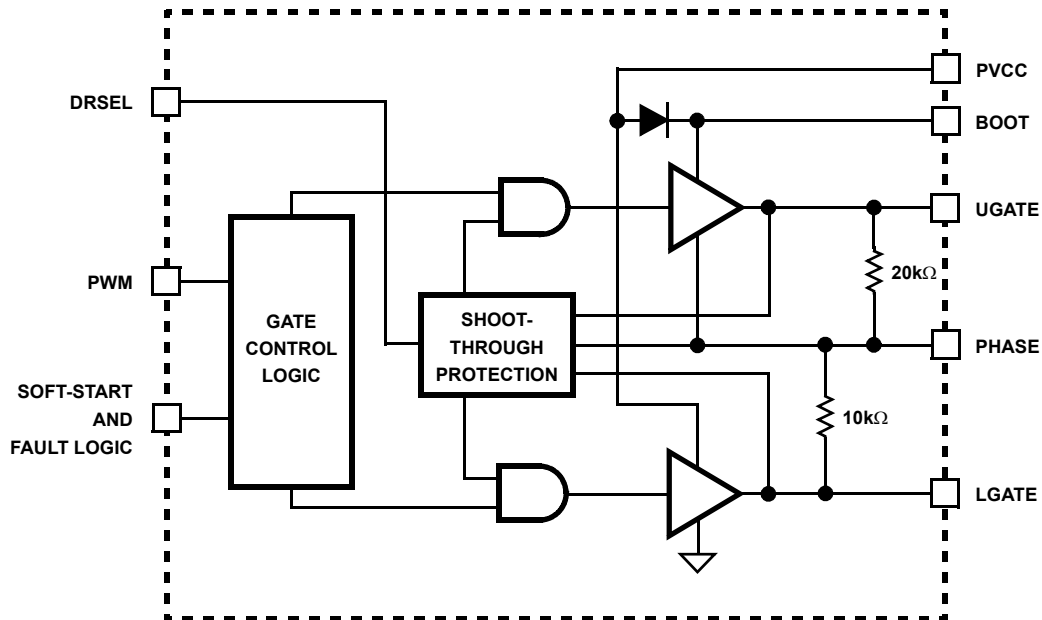 PVCC
DRSEL
BOOT
UGATE
PWM
20kΩ
GATE
CONTROL
LOGIC
SHOOT-
THROUGH
PROTECTION
PHASE
SOFT-START
AND
FAULT LOGIC
10kΩ
LGATE